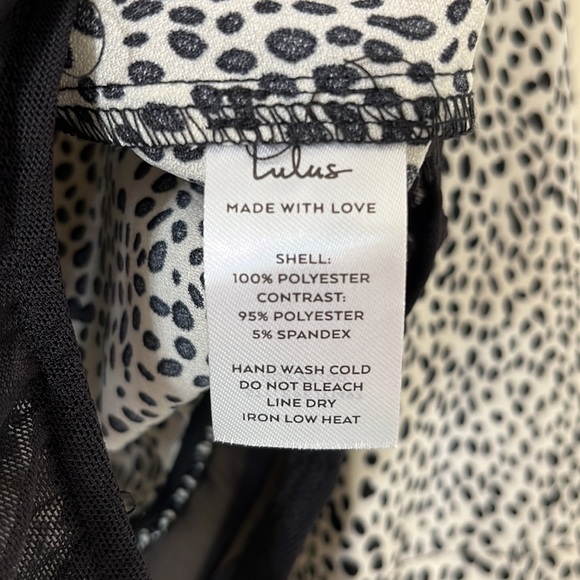 Lulus
MADE WITH LOVE
SHELL:
100% POLYESTER
CONTRAST:
95% POLYESTER
5% SPANDEX
HAND WASH COLD
DO NOT BLEACH
LINE DRY
IRON LOW HEAT